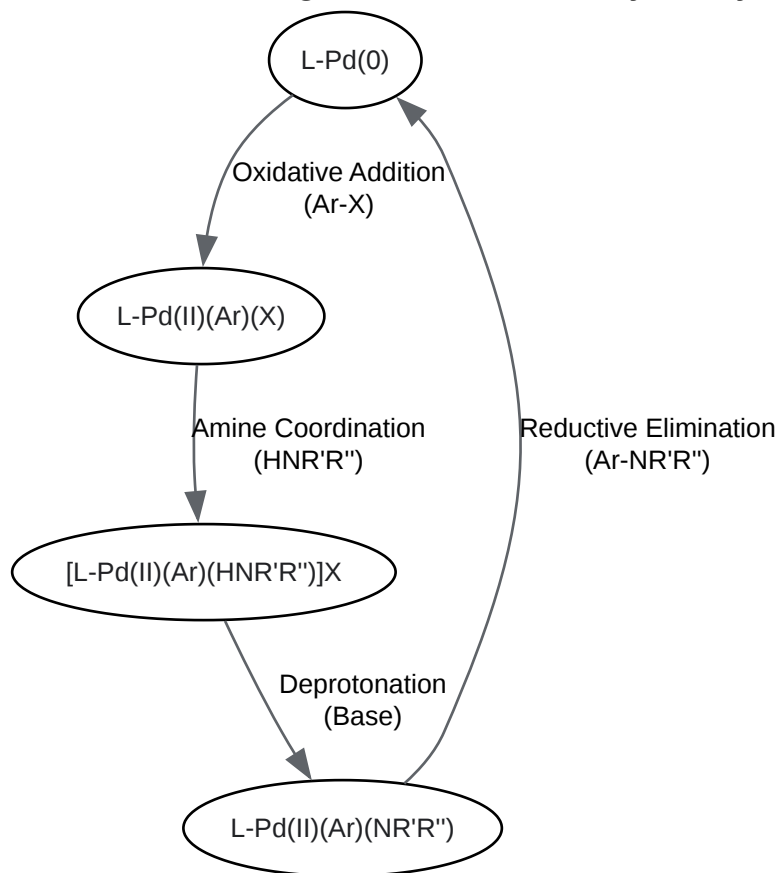 L-Pd(0)
Oxidative Addition
(Ar-X)
L-Pd(II)(Ar)(X)
Amine Coordination
(HNR'R")
Reductive Elimination
(Ar-NR'R")
[L-Pd(II)(Ar)(HNR'R")]X
Deprotonation
(Base)
L-Pd(II)(Ar)(NR'R")